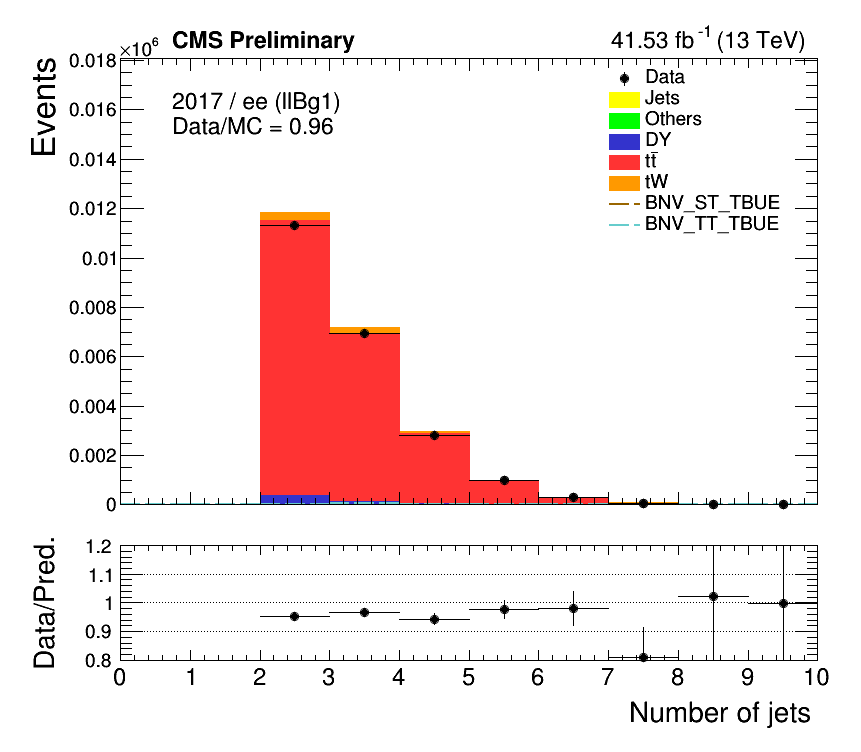 ×10⁶ CMS Preliminary 41.53 fb⁻¹ (13 TeV)
Events
0.018
0.016
0.014
0.012
0.01
0.008
0.006
0.004
0.002
0
2017 / ee (llBg1)
Data/MC = 0.96
Data
Jets
Others
DY
tt̄
tW
BNV_ST_TBUE
BNV_TT_TBUE
Data/Pred.
1.2
1.1
1
0.9
0.8
0 1 2 3 4 5 6 7 8 9 10
Number of jets